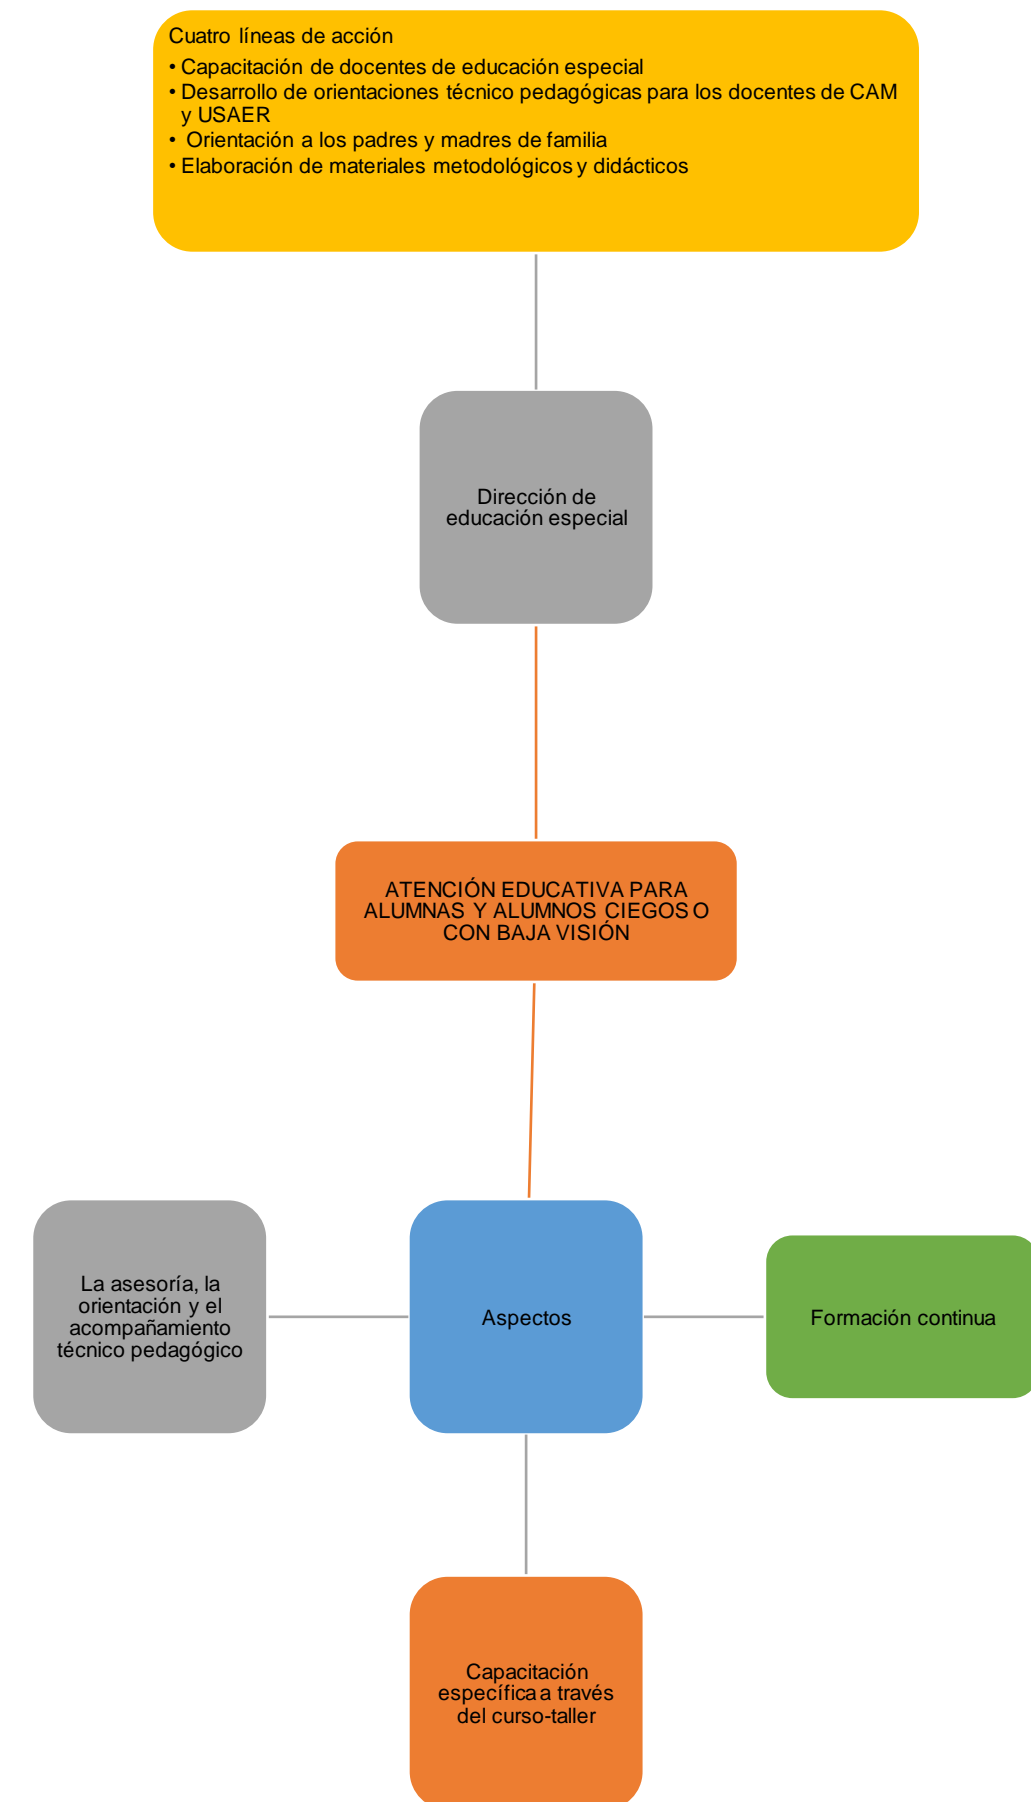 Cuatro líneas de acción
• Capacitación de docentes de educación especial
• Desarrollo de orientaciones técnico pedagógicas para los docentes de CAM
y USAER
• Orientación a los padres y madres de familia
• Elaboración de materiales metodológicos y didácticos
Dirección de
educación especial
ATENCIÓN EDUCATIVA PARA
ALUMNAS Y ALUMNOS CIEGOS O
CON BAJA VISIÓN
La asesoría, la
orientación y el
acompañamiento
técnico pedagógico
Aspectos
Formación continua
Capacitación
específica a través
del curso-taller